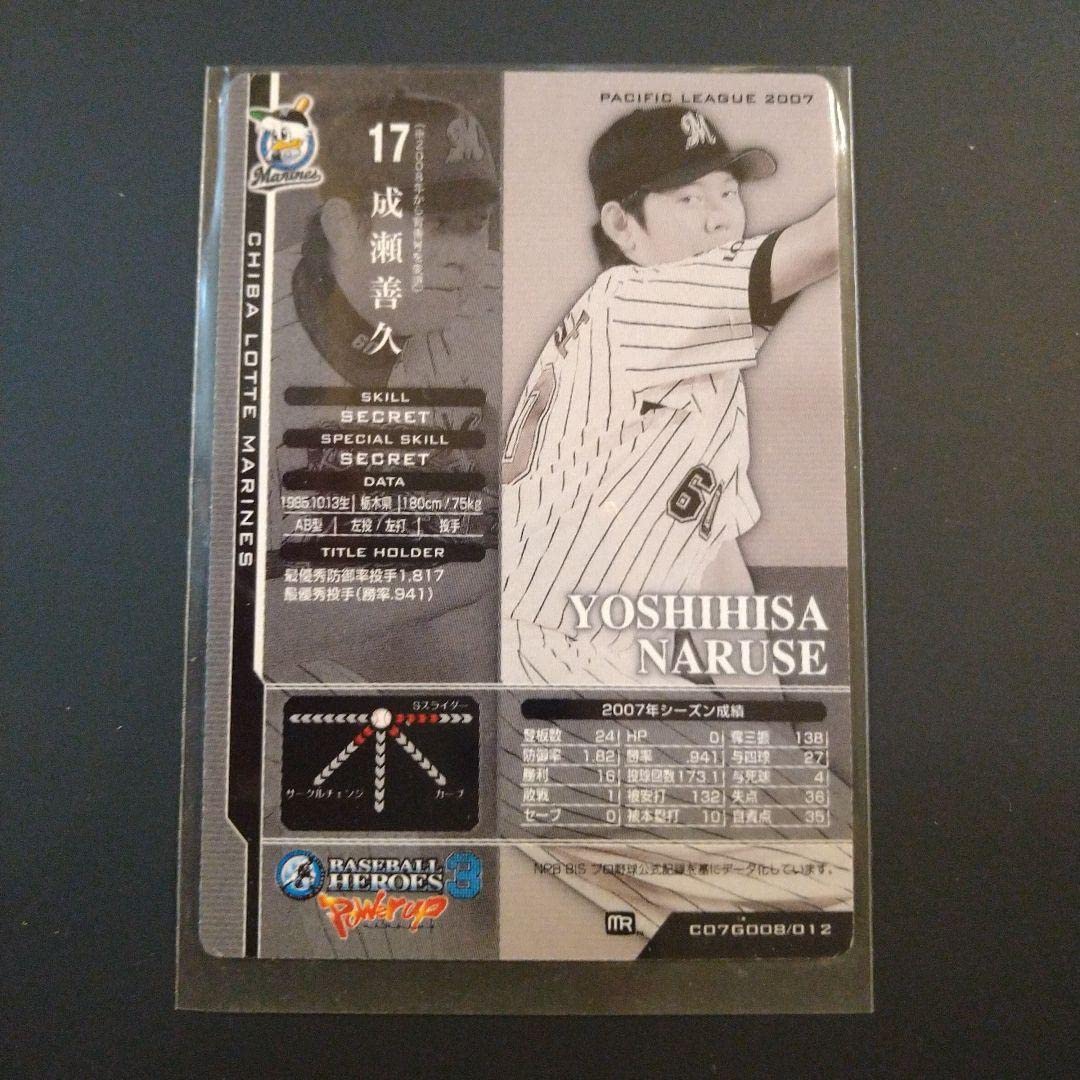 PACIFIC LEAGUE 2007
M
Marines
CHIBA LOTTE MARINES
17 成瀬善久
SKILL
SECRET
SPECIAL SKILL
SECRET
DATA
1985.10.13生 栃木県 180cm/75kg
AB型 左投/左打 投手
TITLE HOLDER
最優秀防御率投手1,817
最優秀投手(勝率.941)
YOSHIHISA
NARUSE
Sスライダー
サークルチェンジ カーブ
2007年シーズン成績
登板数 24 HP 0 奪三振 138
防御率 1.82 勝率 .941 与四球 27
勝利 16 投球回数 173.1 与死球 4
敗戦 1 被安打 132 失点 36
セーブ 0 被本塁打 10 自責点 35
BASEBALL
HEROES 3
Power up
NPB BIS プロ野球公式記録を基にデータ化しています。
MR
C07G008/012